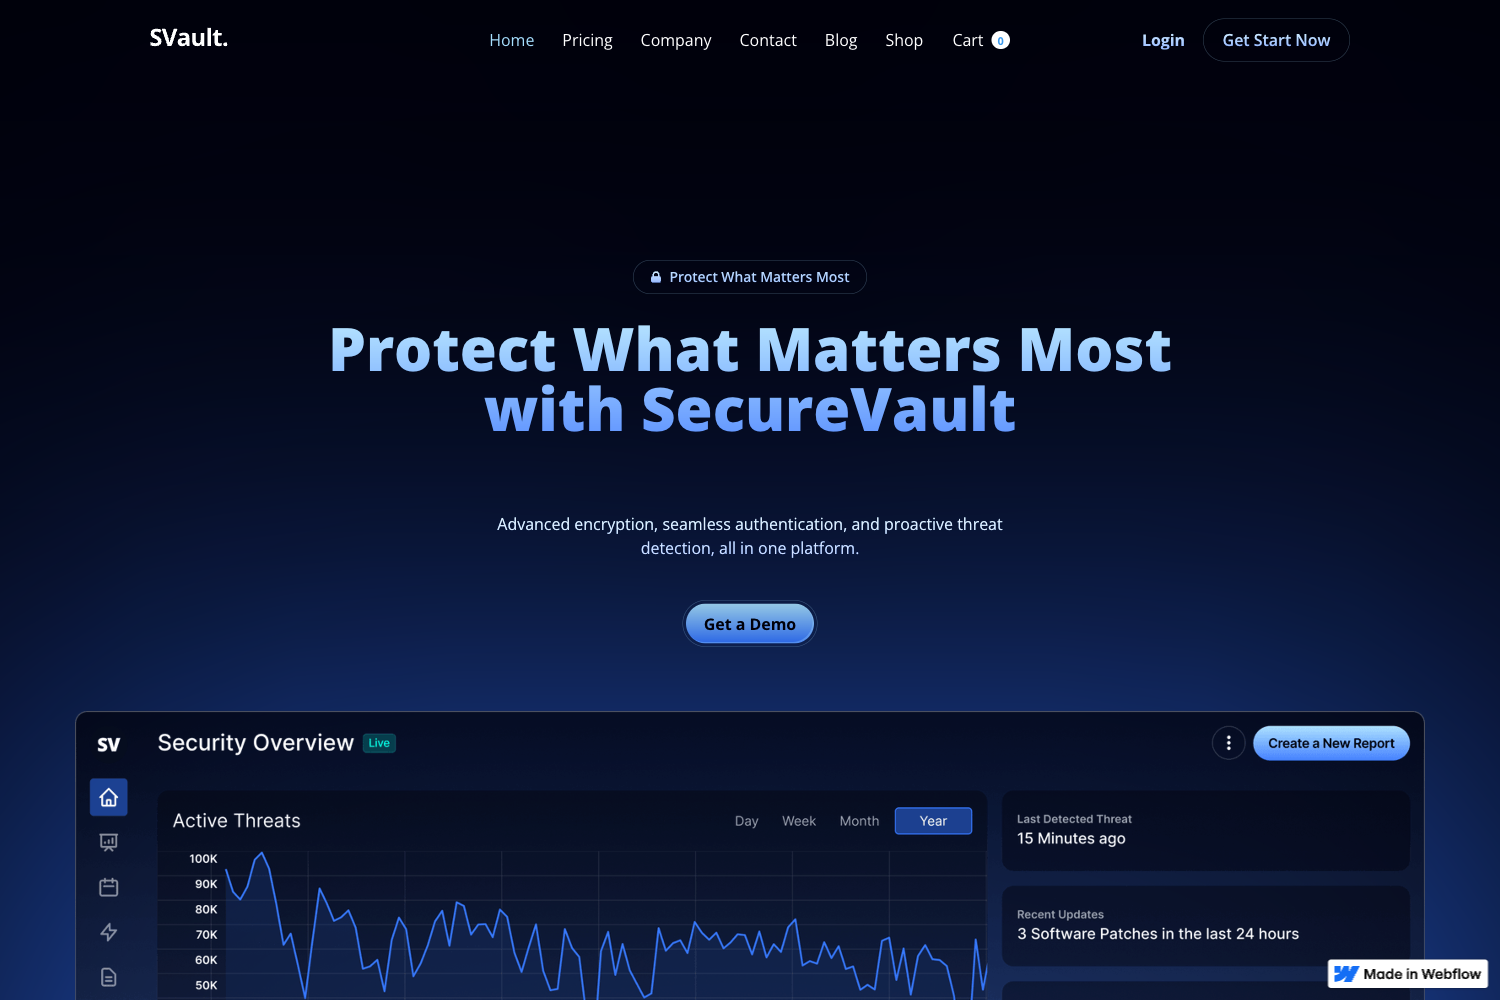 SVault.
Home Pricing Company Contact Blog Shop Cart 0
Login Get Start Now
Protect What Matters Most
Protect What Matters Most
with SecureVault
Advanced encryption, seamless authentication, and proactive threat
detection, all in one platform.
Get a Demo
SV
Security Overview Live
Create a New Report
Active Threats
Day Week Month Year
100K
90K
80K
70K
60K
50K
Last Detected Threat
15 Minutes ago
Recent Updates
3 Software Patches in the last 24 hours
Made in Webflow